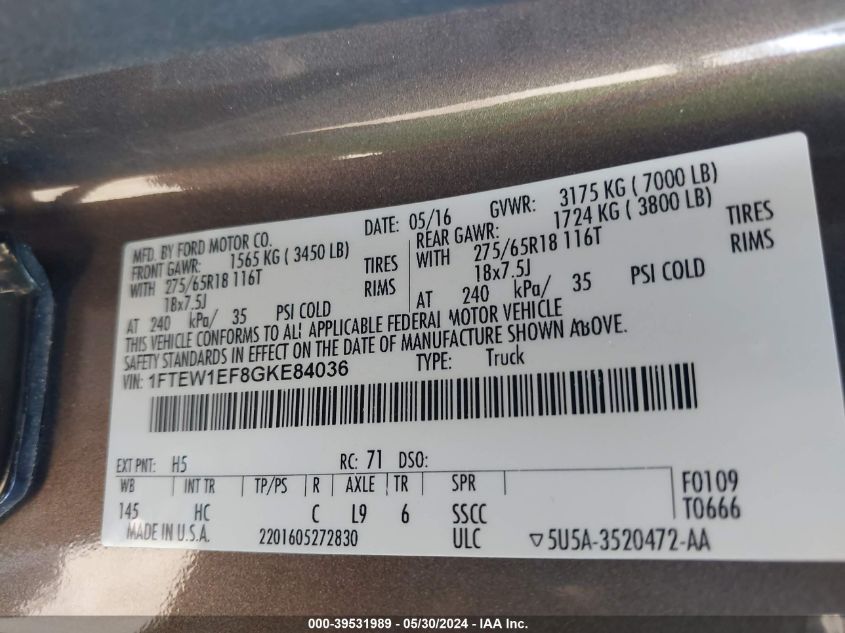 MFD. BY FORD MOTOR CO. DATE: 05/16 GVWR: 3175 KG ( 7000 LB)
FRONT GAWR: 1565 KG ( 3450 LB) REAR GAWR: 1724 KG ( 3800 LB)
WITH 275/65R18 116T TIRES WITH 275/65R18 116T TIRES
18x7.5J RIMS 18x7.5J RIMS
AT 240 kPa/ 35 PSI COLD AT 240 kPa/ 35 PSI COLD
THIS VEHICLE CONFORMS TO ALL APPLICABLE FEDERAL MOTOR VEHICLE
SAFETY STANDARDS IN EFFECT ON THE DATE OF MANUFACTURE SHOWN ABOVE.
VIN: 1FTEW1EF8GKE84036 TYPE: Truck
EXT PNT: H5 RC: 71 DSO:
WB INT TR TP/PS R AXLE TR SPR F0109
145 HC C L9 6 SSCC T0666
MADE IN U.S.A. 2201605272830 ULC ▽5U5A-3520472-AA
000-39531989 - 05/30/2024 - IAA Inc.